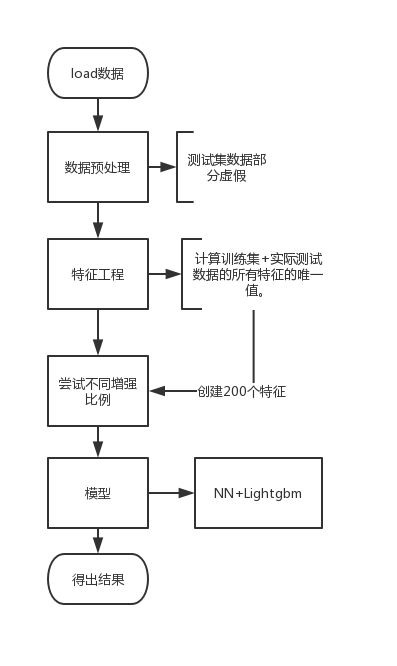 load数据
数据预处理
测试集数据部
分虚假
特征工程
计算训练集+实际测试
数据的所有特征的唯一
值。
尝试不同增强
比例
创建200个特征
模型
NN+Lightgbm
得出结果